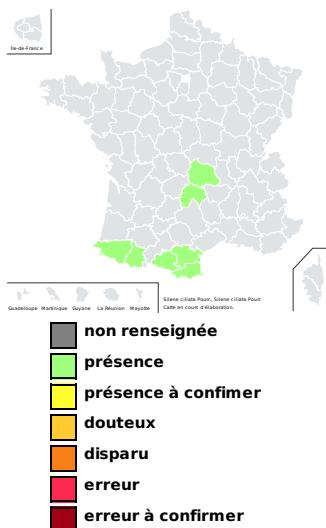 Île-de-France
Guadeloupe Martinique Guyane La Réunion Mayotte
Silene ciliata Pourr., Silene ciliata Pourr.
Carte en cours d'élaboration.
non renseignée
présence
présence à confimer
douteux
disparu
erreur
erreur à confirmer